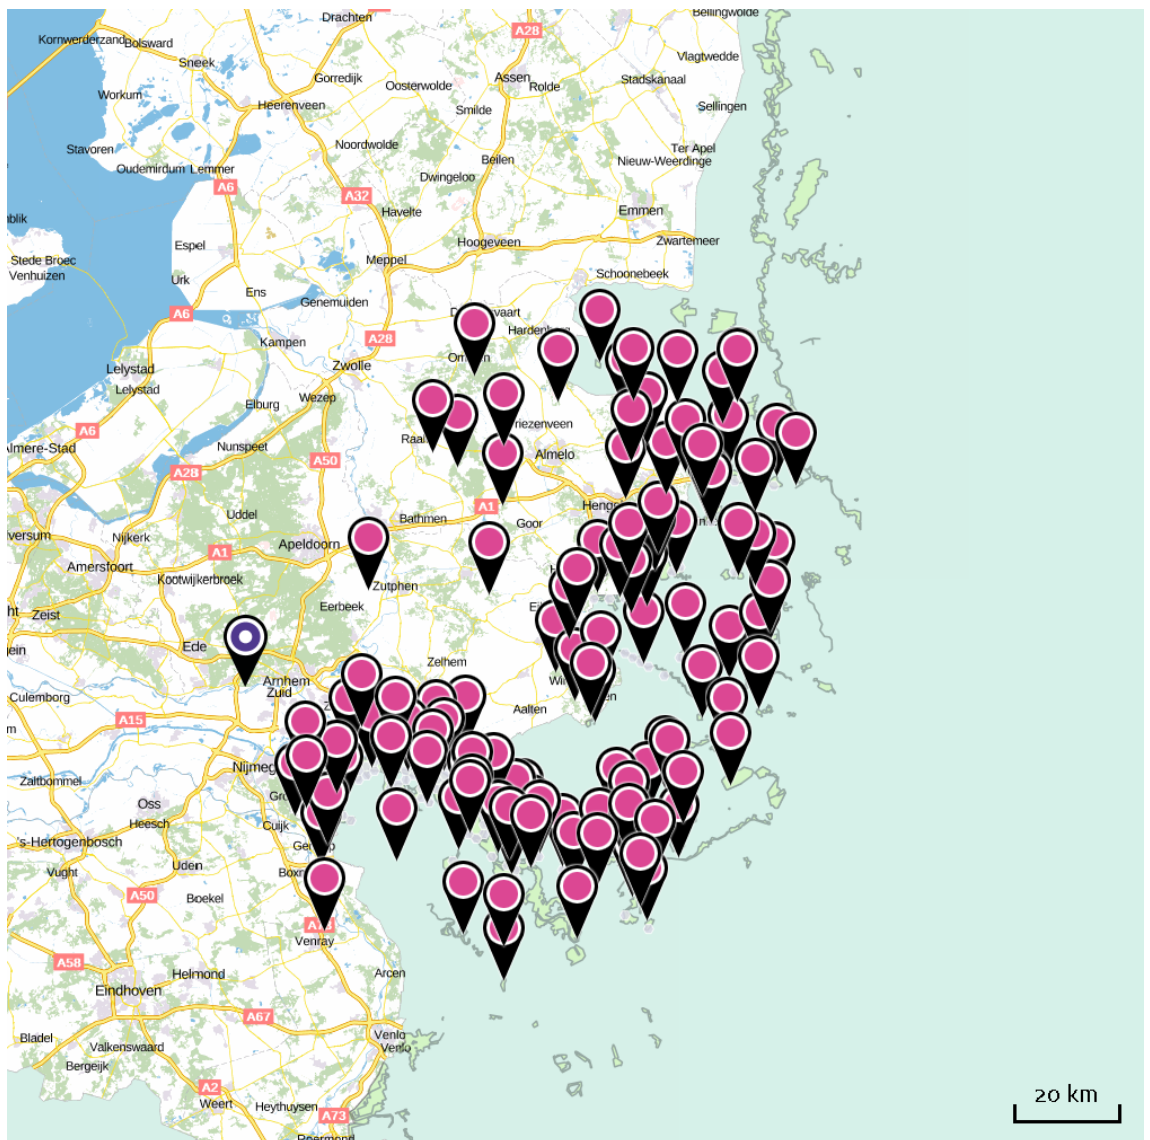 Bellingwolde
Drachten
A28
Kornwerderzand
Bolsward
Vlagtwedde
Sneek
Gorredijk
Assen
Stadskanaal
Oosterwolde
Rolde
Workum
Heerenveen
Smilde
Sellingen
Noordwolde
Stavoren
Ter Apel
Beilen
Nieuw-Weerdinge
Oudemirdum
Lemmer
Dwingeloo
A6
A32
Havelte
Emmen
Espel
Hoogeveen
Zwartemeer
Stede Broec
Meppel
Venhuizen
Schoonebeek
Urk
Ens
Genemuiden
A6
Hardenberg
A28
Kampen
Zwolle
Lelystad
Lelystad
Wezep
Elburg
A6
Almere-Stad
Nunspeet
Almelo
A50
A28
A1
Uddel
Bathmen
Goor
Nijkerk
Apeldoorn
A1
Amersfoort
Kootwijkerbroek
Zutphen
Eerbeek
Zeist
Ede
Zelhem
Arnhem
Zuid
Culemborg
Aalten
A15
Nijmeg
Zaltbommel
Oss
Heesch
Cuijk
's-Hertogenbosch
Uden
Vught
A50
Boekel
Venray
A58
Helmond
Arcen
Eindhoven
A67
Bladel
Venlo
Valkenswaard
Venlo
Bergeijk
A2
Weert
Heythuysen
A73
Roermond
20 km